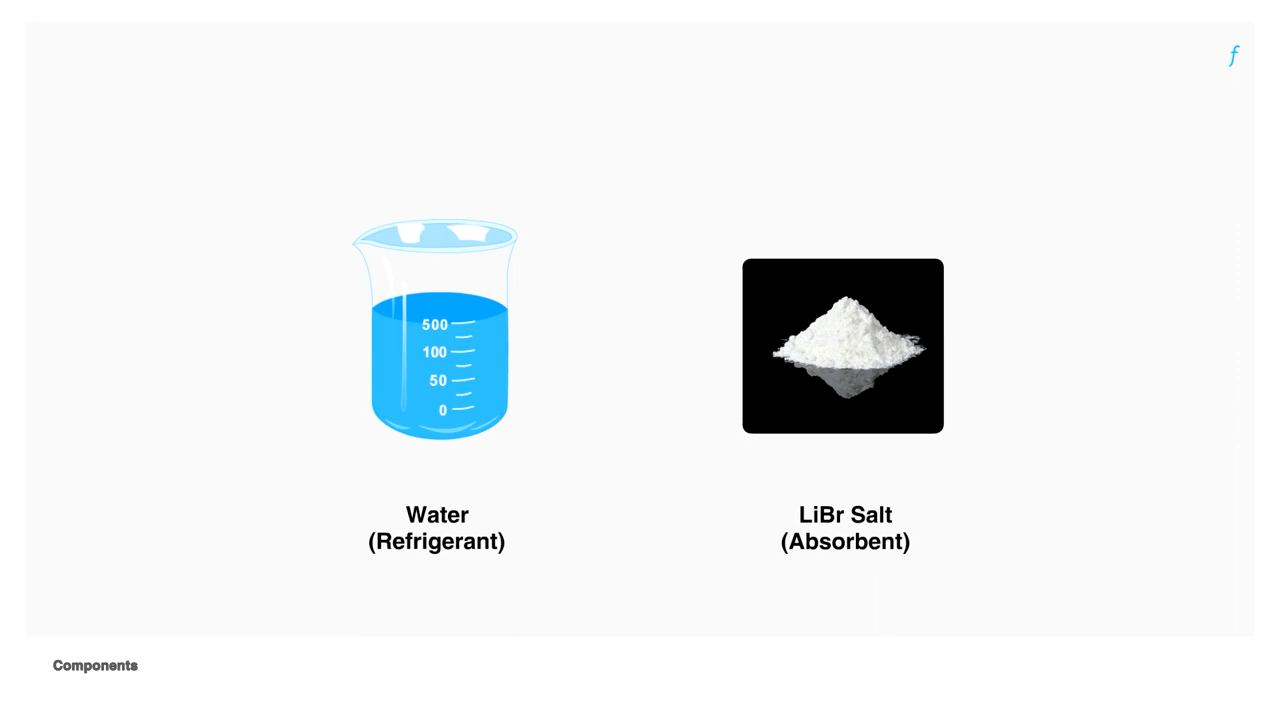 f
500
100
50
0
Water
(Refrigerant)
LiBr Salt
(Absorbent)
Components